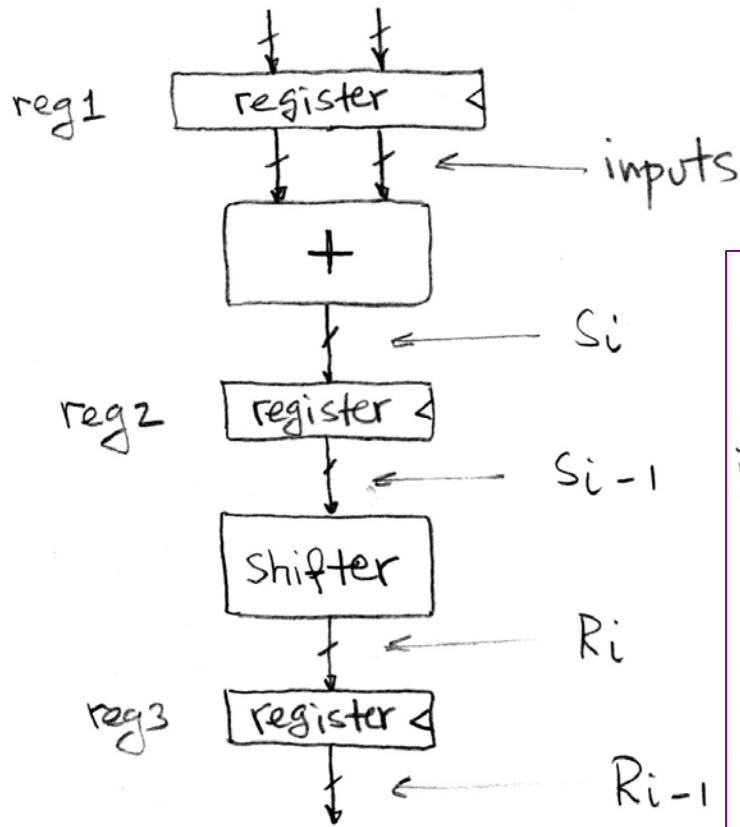 reg1
register
inputs
+
Si
reg2
register
Si-1
Shifter
Ri
reg3
register
Ri-1